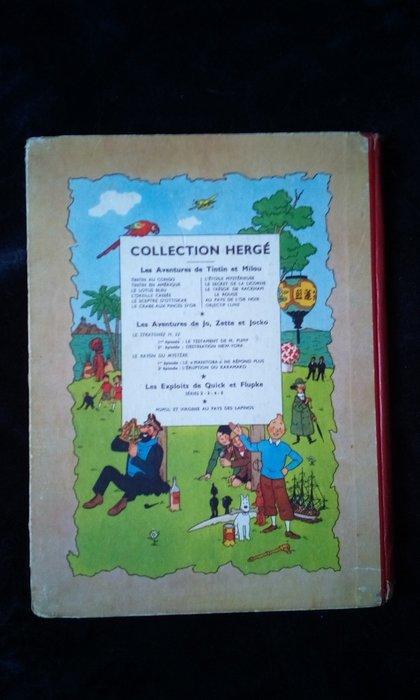 COLLECTION HERGÉ
Les Aventures de Tintin et Milou
TINTIN AU CONGO
TINTIN EN AMÉRIQUE
LE LOTUS BLEU
L'OREILLE CASSÉE
LE SCEPTRE D'OTTOKAR
LE CRABE AUX PINCES D'OR
L'ÉTOILE MYSTÉRIEUSE
LE SECRET DE LA LICORNE
LE TRÉSOR DE RACKHAM
LE ROUGE
AU PAYS DE L'OR NOIR
OBJECTIF LUNE
Les Aventures de Jo, Zette et Jocko
LE STRATONEF H. 22
1er épisode : LE TESTAMENT DE M. PUMP
2e épisode : DESTINATION NEW-YORK
LE RAYON DU MYSTÈRE
1er épisode : LE « MANITOBA » NE RÉPOND PLUS
2e épisode : L'ÉRUPTION DU KARAMAKO
Les Exploits de Quick et Flupke
POPOL ET VIRGINIE AU PAYS DES LAPINOS